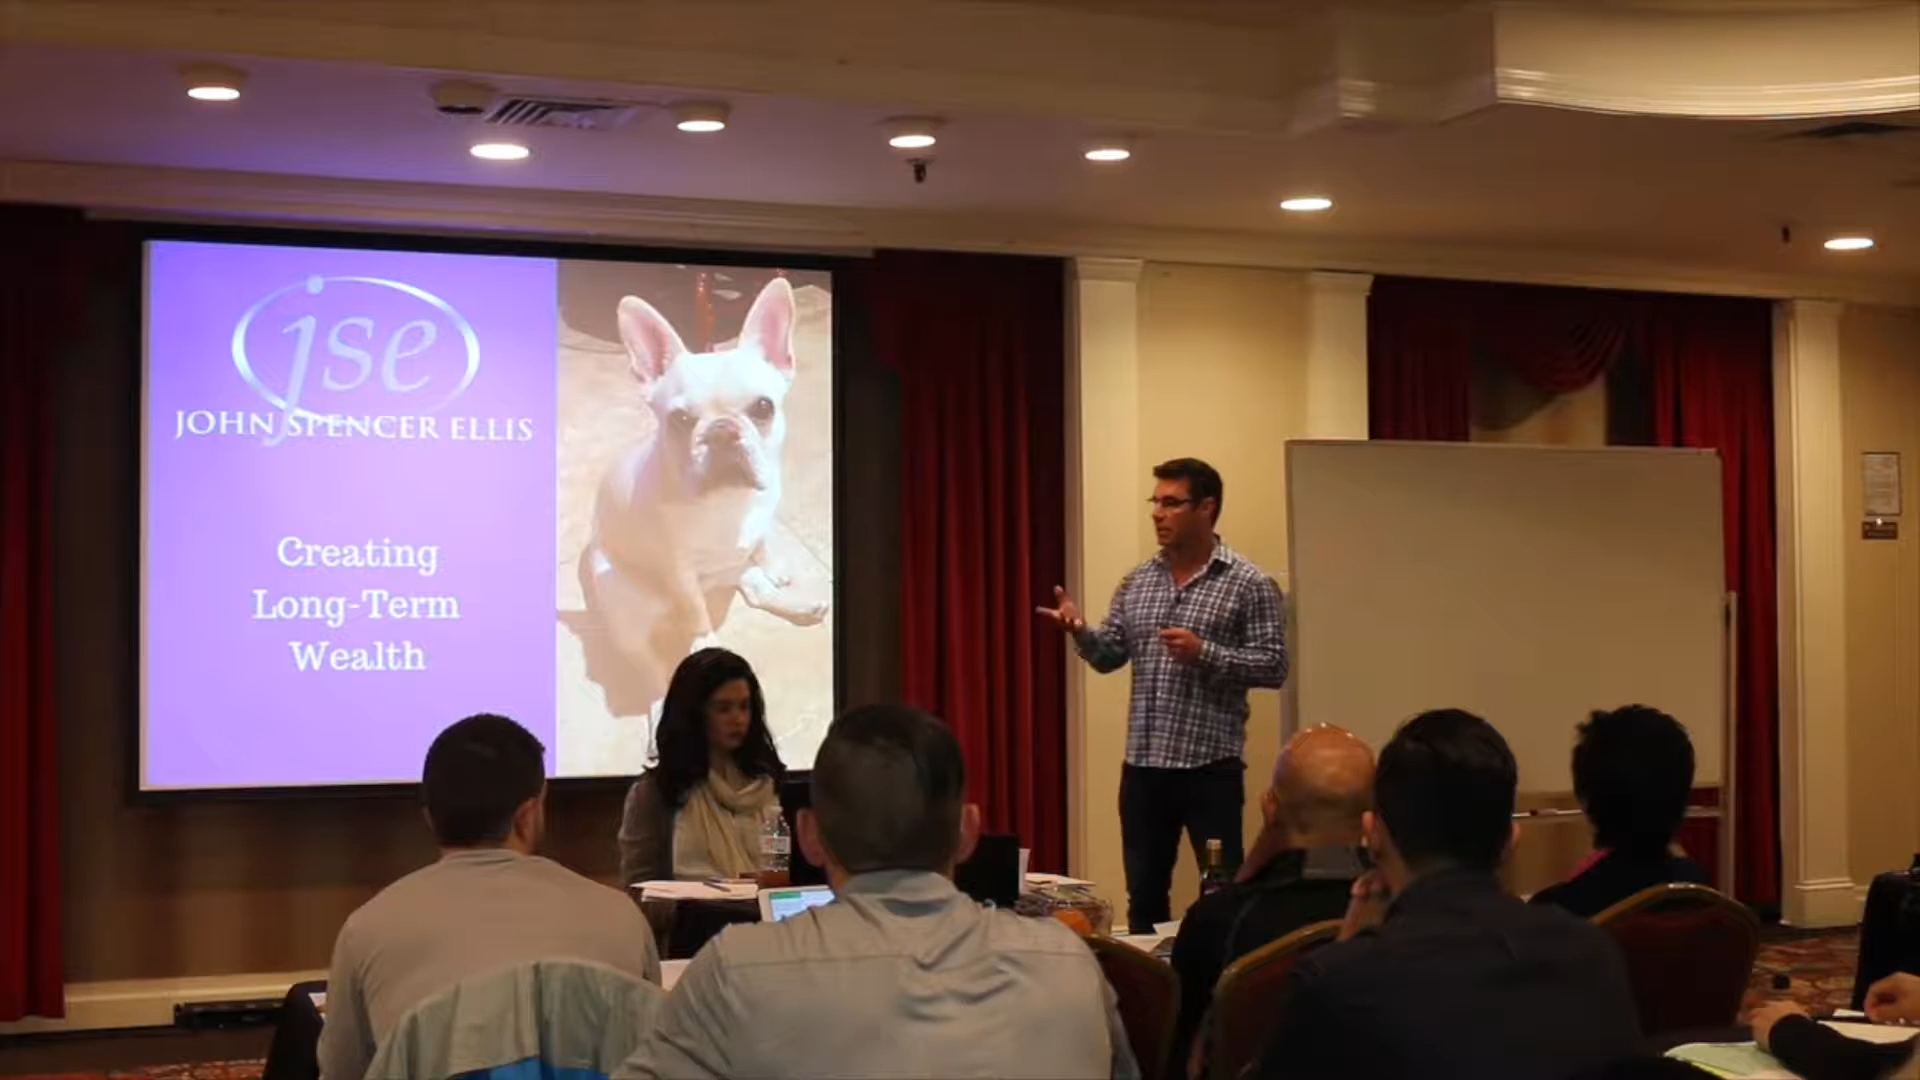 jse
JOHN SPENCER ELLIS
Creating
Long-Term
Wealth